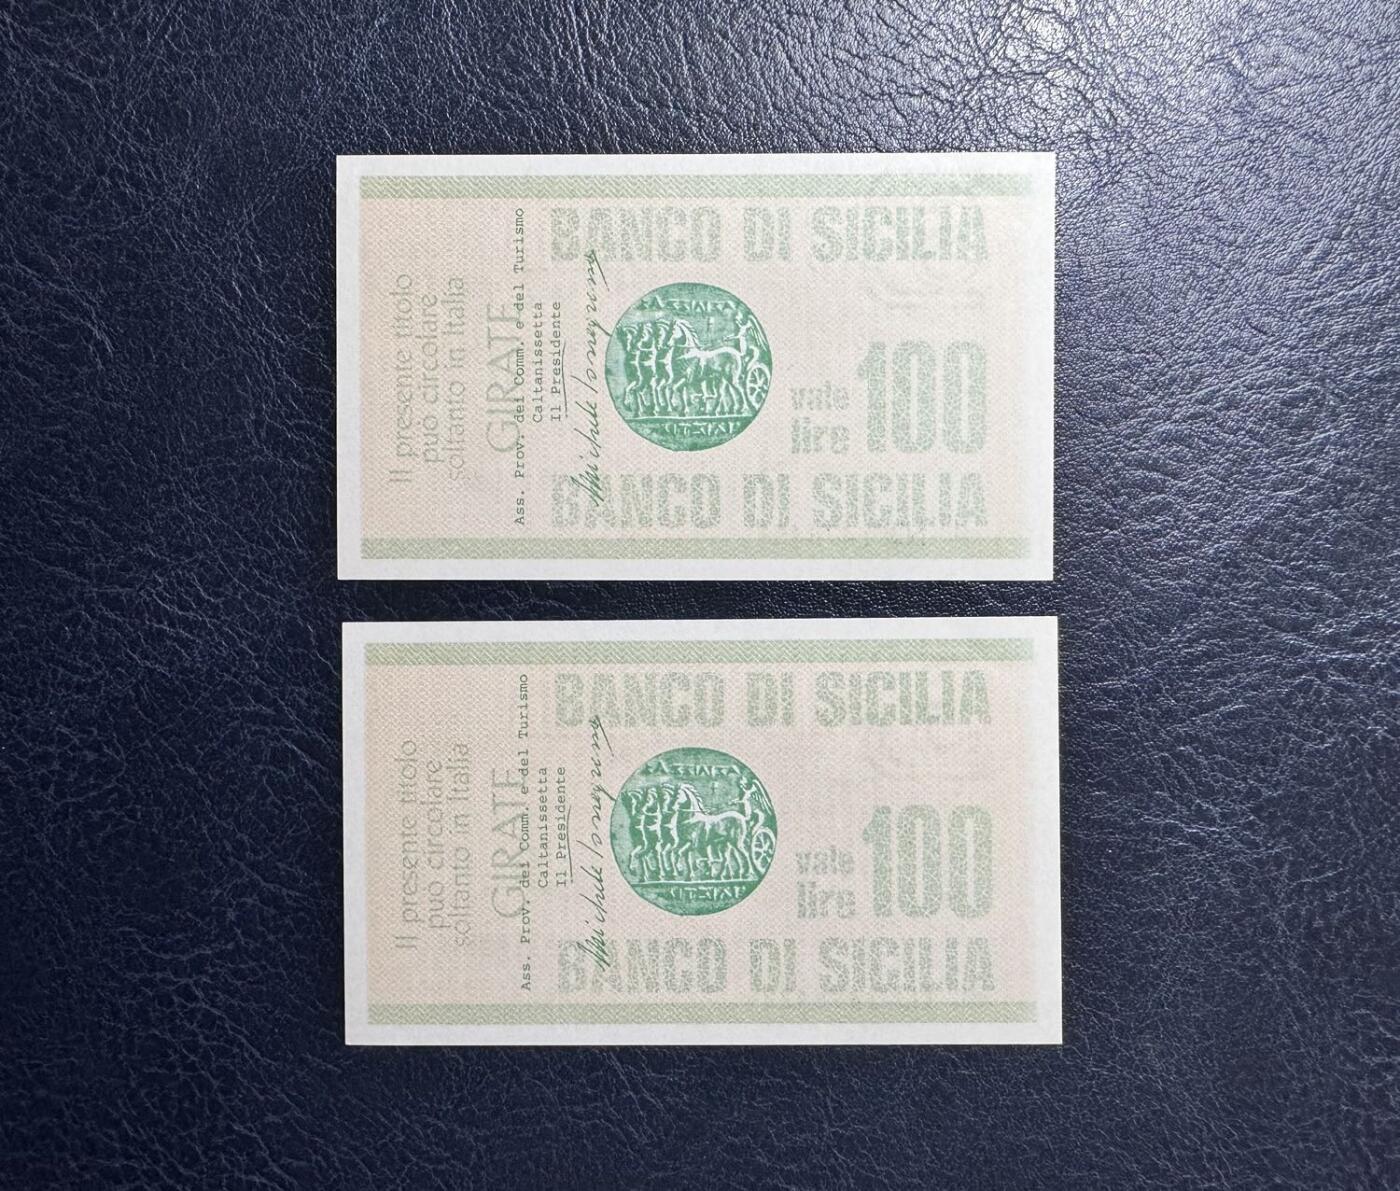 Il presente titolo
può circolare
soltanto in Italia
GIRATE
Ass. Prov. dei Comm. e del Turismo
Caltanissetta
Il Presidente
BANCO DI SICILIA
vale
lire 100
BANCO DI SICILIA
Il presente titolo
può circolare
soltanto in Italia
GIRATE
Ass. Prov. dei Comm. e del Turismo
Caltanissetta
Il Presidente
BANCO DI SICILIA
vale
lire 100
BANCO DI SICILIA